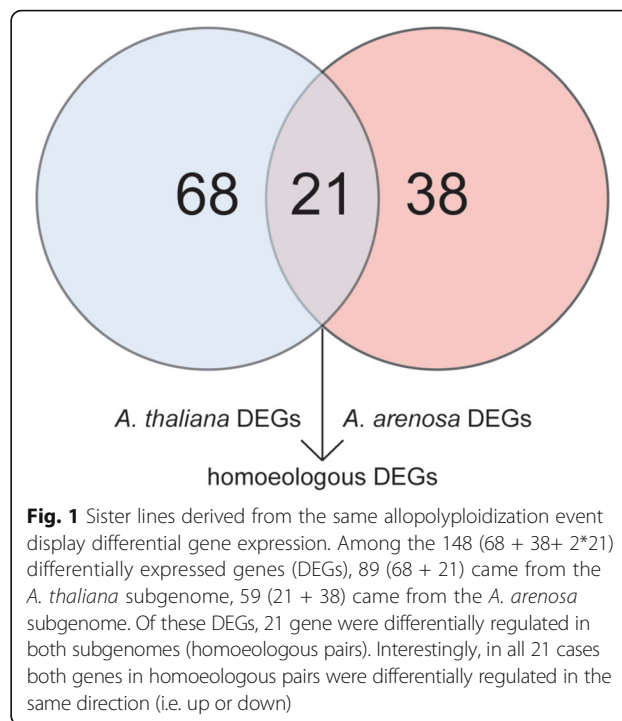 68 21 38
A. thaliana DEGs A. arenosa DEGs
homoeologous DEGs
Fig. 1 Sister lines derived from the same allopolyploidization event
display differential gene expression. Among the 148 (68 + 38+ 2*21)
differentially expressed genes (DEGs), 89 (68 + 21) came from the
A. thaliana subgenome, 59 (21 + 38) came from the A. arenosa
subgenome. Of these DEGs, 21 gene were differentially regulated in
both subgenomes (homoeologous pairs). Interestingly, in all 21 cases
both genes in homoeologous pairs were differentially regulated in the
same direction (i.e. up or down)